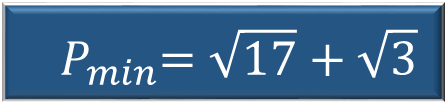 P_min = √17 + √3